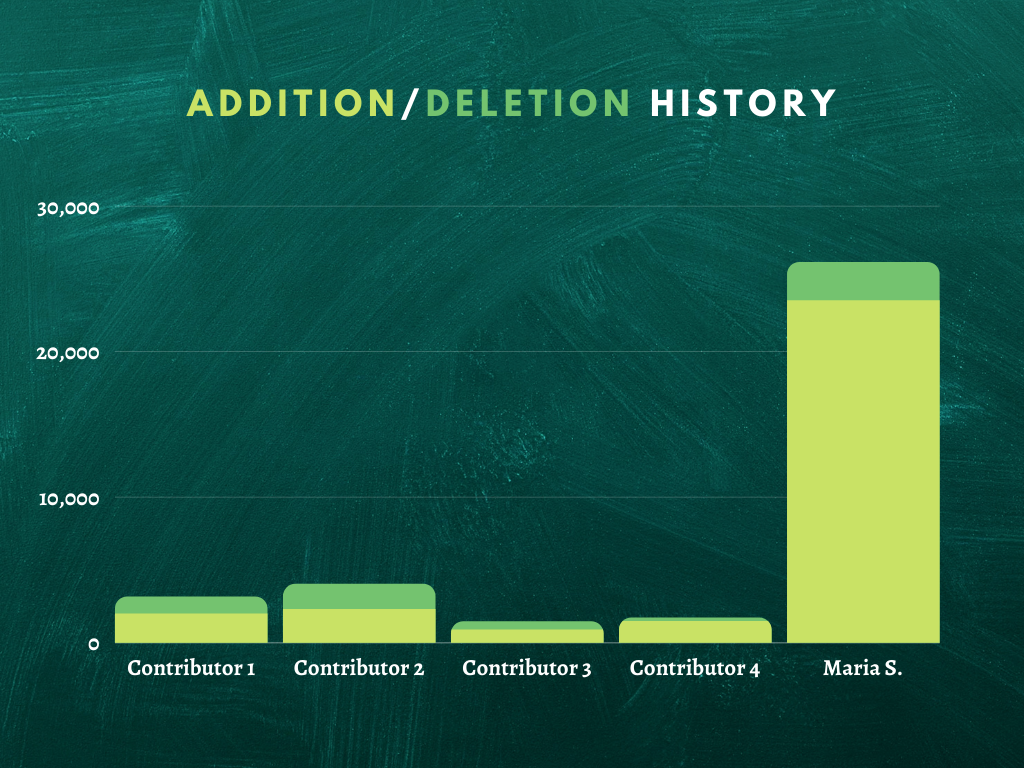 ADDITION/DELETION HISTORY
30,000
20,000
10,000
0
Contributor 1 Contributor 2 Contributor 3 Contributor 4 Maria S.